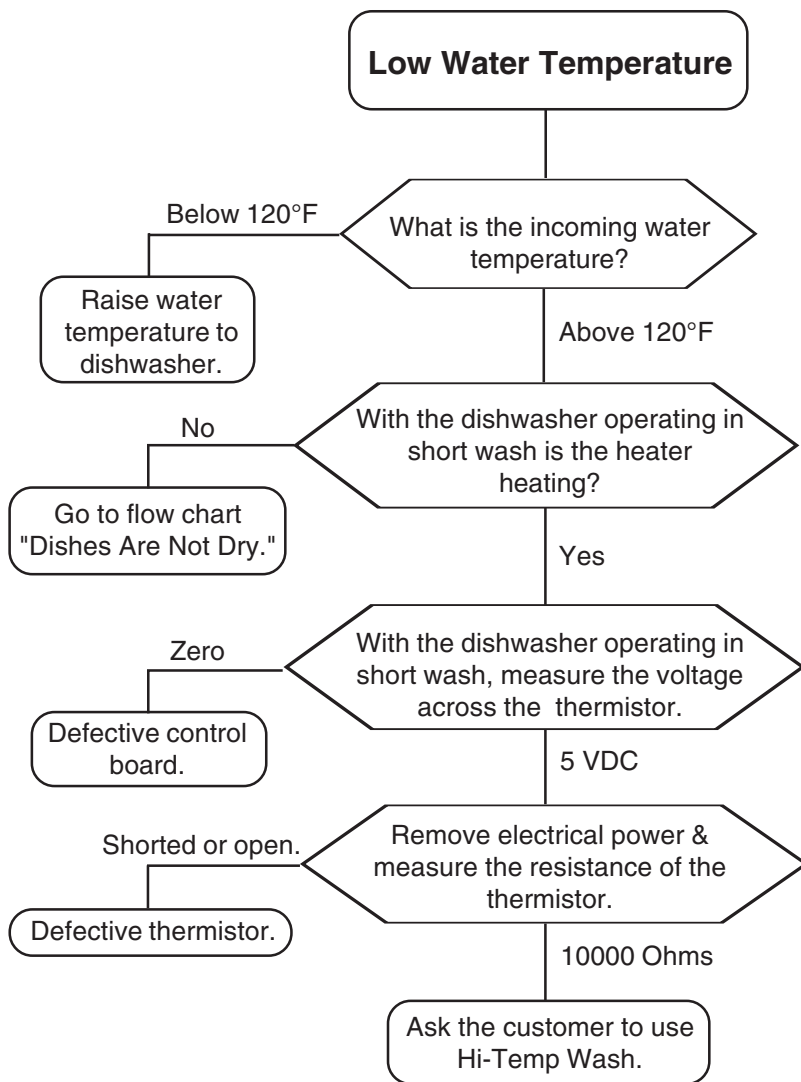 Low Water Temperature
Below 120°F
What is the incoming water
temperature?
Raise water
temperature to
dishwasher.
Above 120°F
No
With the dishwasher operating in
short wash is the heater
heating?
Go to flow chart
"Dishes Are Not Dry."
Yes
Zero
With the dishwasher operating in
short wash, measure the voltage
across the thermistor.
Defective control
board.
5 VDC
Shorted or open.
Remove electrical power &
measure the resistance of the
thermistor.
Defective thermistor.
10000 Ohms
Ask the customer to use
Hi-Temp Wash.